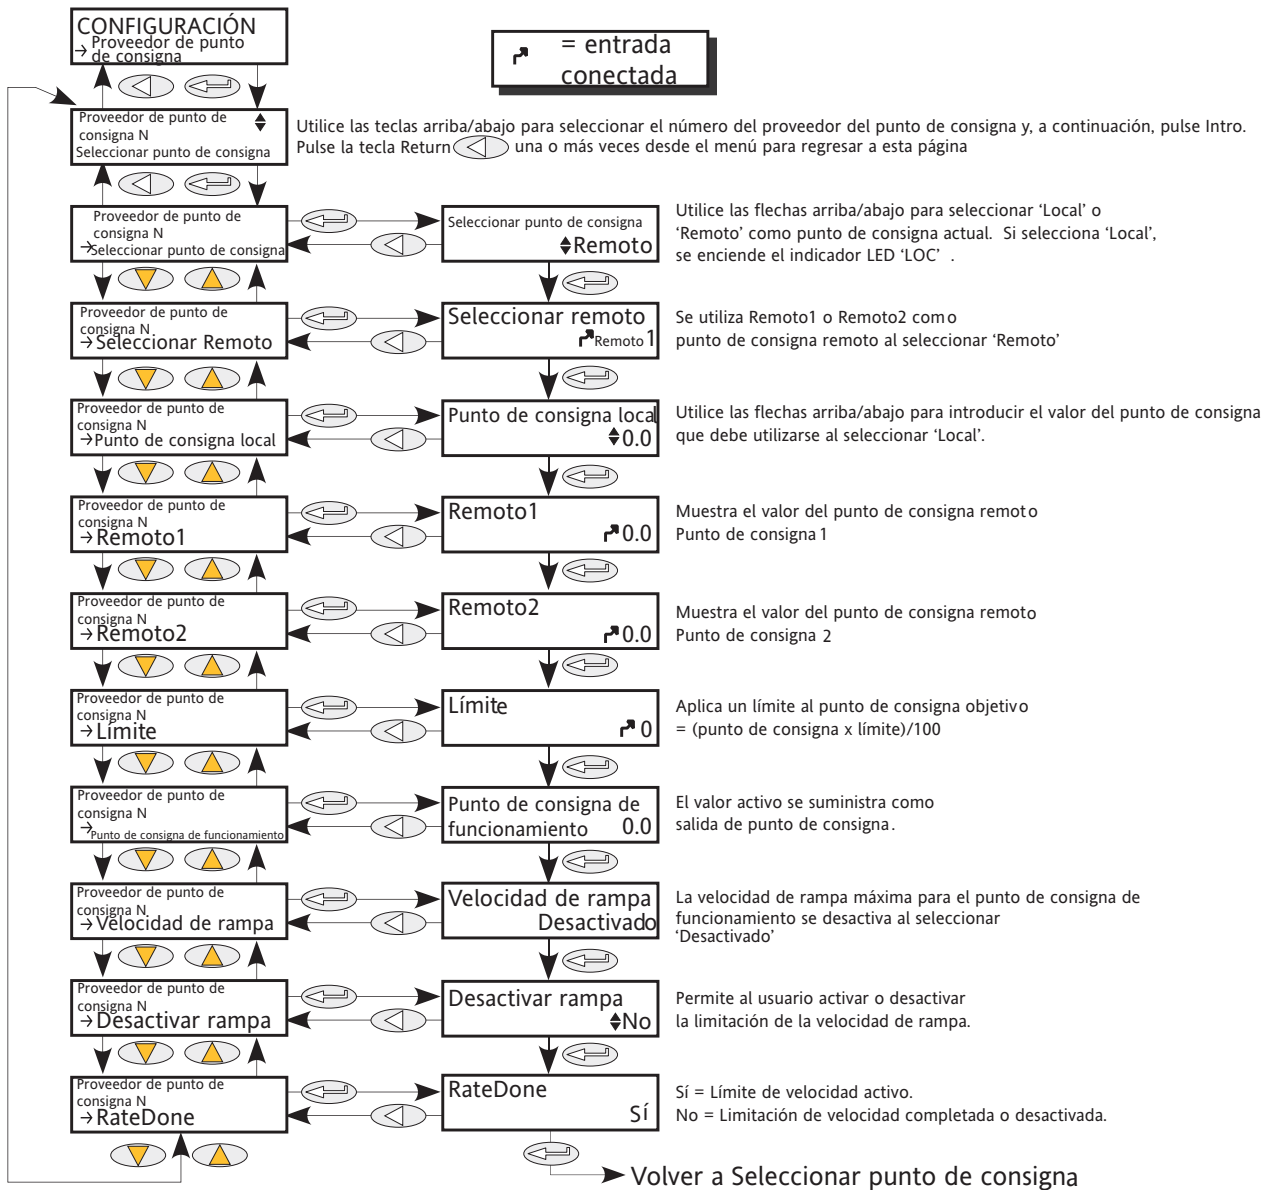 CONFIGURACIÓN
→ Proveedor de punto
de consigna
= entrada
conectada
Proveedor de punto de
consigna N
Seleccionar punto de consigna
Utilice las teclas arriba/abajo para seleccionar el número del proveedor del punto de consigna y, a continuación, pulse Intro.
Pulse la tecla Return una o más veces desde el menú para regresar a esta página
Proveedor de punto de
consigna N
→Seleccionar punto de consigna
Seleccionar punto de consigna
Remoto
Utilice las flechas arriba/abajo para seleccionar ‘Local’ o
‘Remoto’ como punto de consigna actual. Si selecciona ‘Local’,
se enciende el indicador LED ‘LOC’ .
Proveedor de punto de
consigna N
→Seleccionar Remoto
Seleccionar remoto
Remoto 1
Se utiliza Remoto1 o Remoto2 como
punto de consigna remoto al seleccionar ‘Remoto’
Proveedor de punto de
consigna N
→Punto de consigna local
Punto de consigna local
0.0
Utilice las flechas arriba/abajo para introducir el valor del punto de consigna
que debe utilizarse al seleccionar ‘Local’.
Proveedor de punto de
consigna N
→Remoto1
Remoto1
0.0
Muestra el valor del punto de consigna remoto
Punto de consigna 1
Proveedor de punto de
consigna N
→Remoto2
Remoto2
0.0
Muestra el valor del punto de consigna remoto
Punto de consigna 2
Proveedor de punto de
consigna N
→Límite
Límite
0
Aplica un límite al punto de consigna objetivo
= (punto de consigna x límite)/100
Proveedor de punto de
consigna N
→Punto de consigna de funcionamiento
Punto de consigna de
funcionamiento 0.0
El valor activo se suministra como
salida de punto de consigna.
Proveedor de punto de
consigna N
→Velocidad de rampa
Velocidad de rampa
Desactivado
La velocidad de rampa máxima para el punto de consigna de
funcionamiento se desactiva al seleccionar
‘Desactivado’
Proveedor de punto de
consigna N
→Desactivar rampa
Desactivar rampa
No
Permite al usuario activar o desactivar
la limitación de la velocidad de rampa.
Proveedor de punto de
consigna N
→RateDone
RateDone
Sí
Sí = Límite de velocidad activo.
No = Limitación de velocidad completada o desactivada.
Volver a Seleccionar punto de consigna